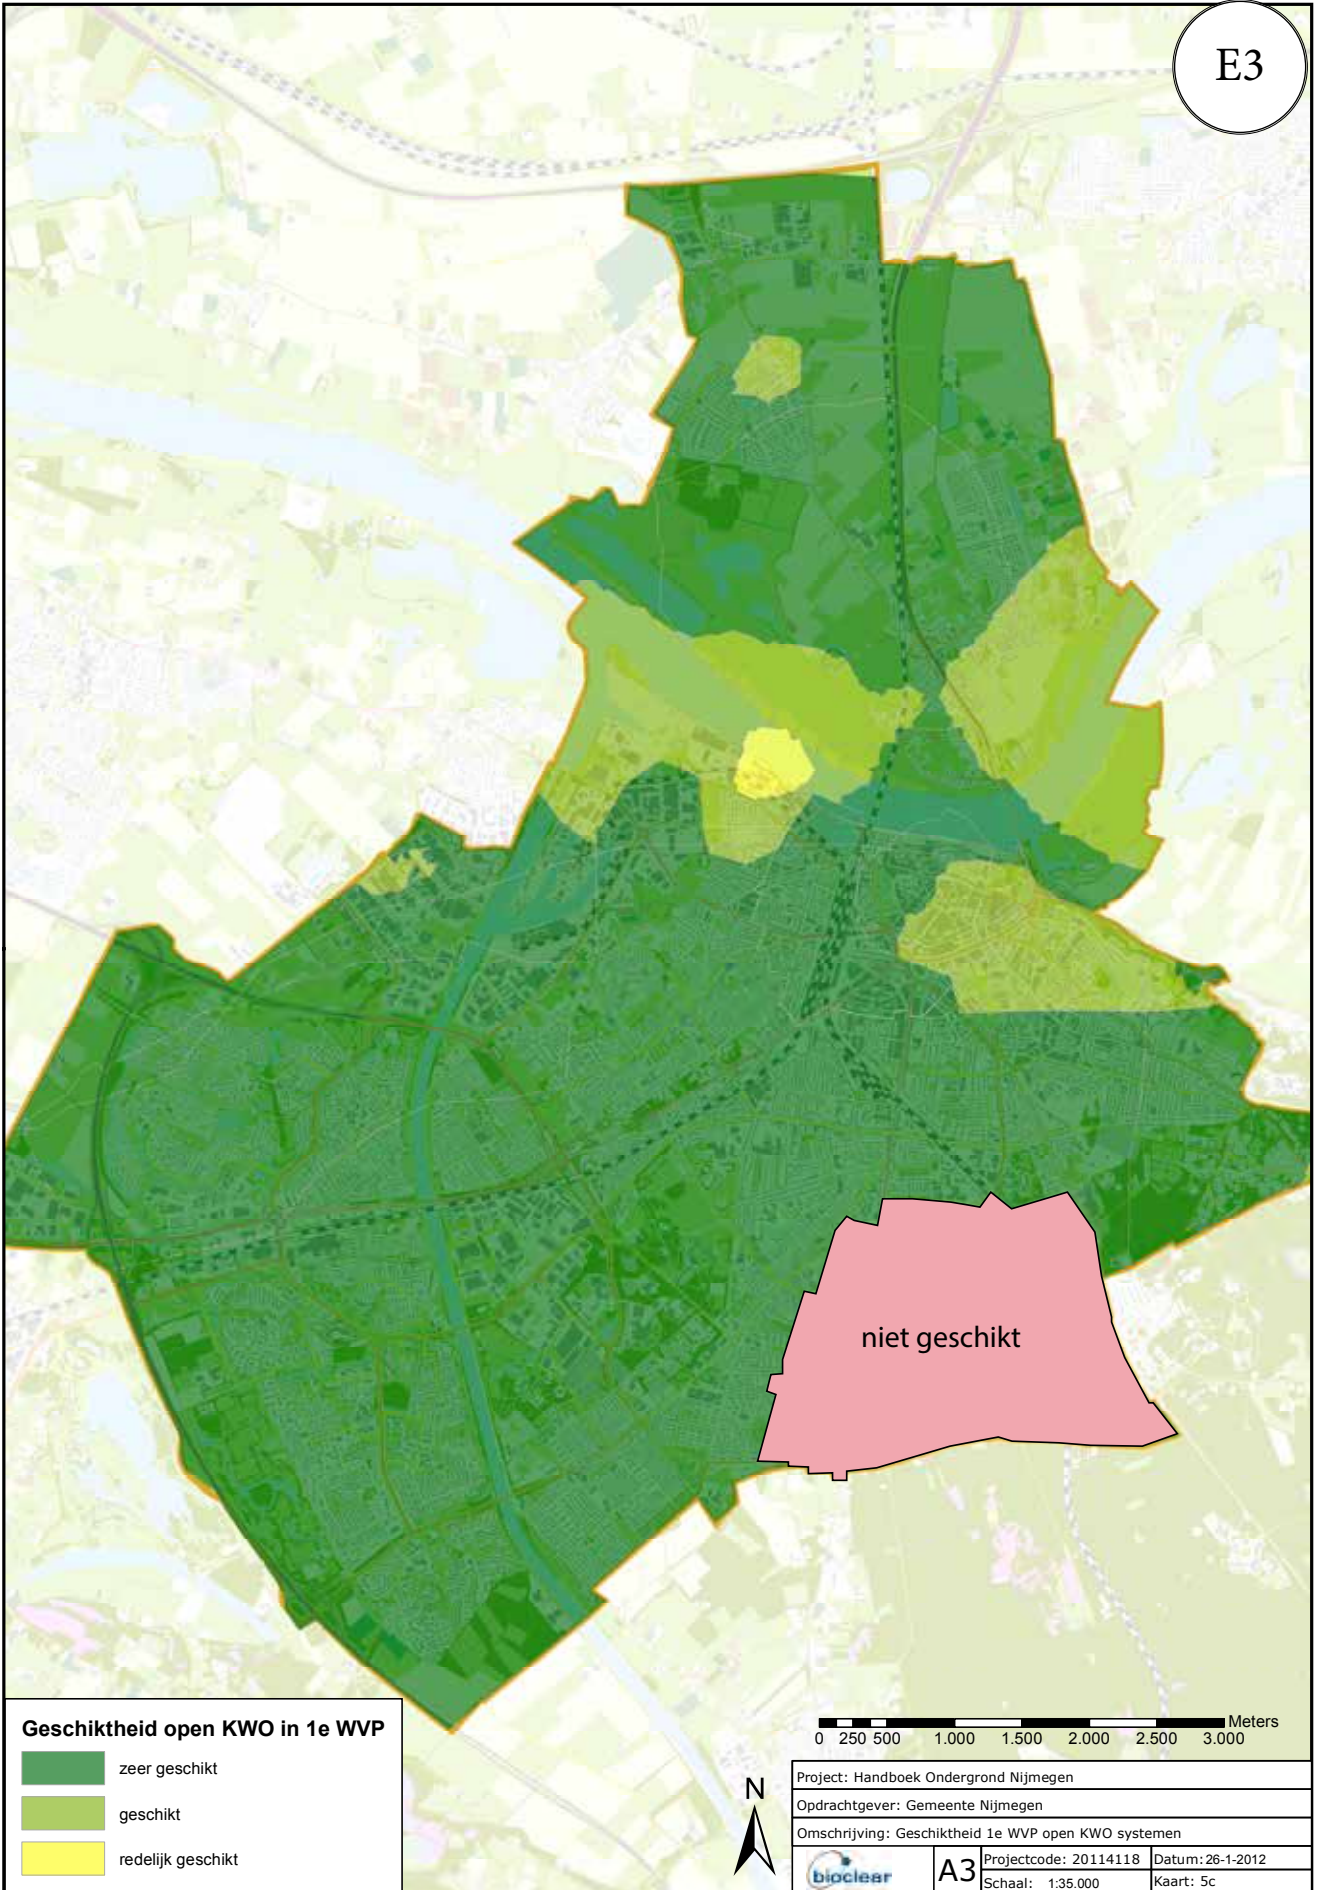 E3
niet geschikt
Geschiktheid open KWO in 1e WVP
zeer geschikt
geschikt
redelijk geschikt
Meters
0 250 500 1.000 1.500 2.000 2.500 3.000
N
Project: Handboek Ondergrond Nijmegen
Opdrachtgever: Gemeente Nijmegen
Omschrijving: Geschiktheid 1e WVP open KWO systemen
bioclear
A3
Projectcode: 20114118
Datum: 26-1-2012
Schaal: 1:35.000
Kaart: 5c